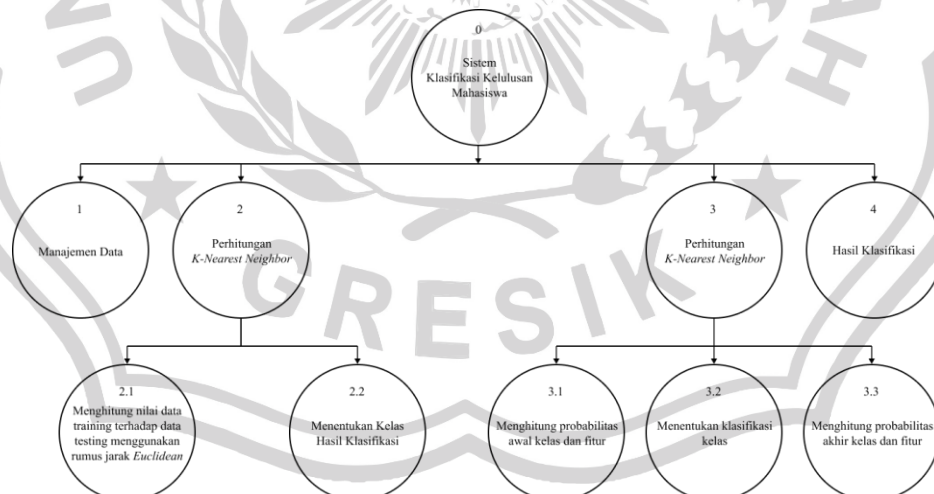 0
Sistem
Klasifikasi Kelulusan
Mahasiswa
1
Manajemen Data
2
Perhitungan
K-Nearest Neighbor
3
Perhitungan
K-Nearest Neighbor
4
Hasil Klasifikasi
GRESIK
2.1
Menghitung nilai data
training terhadap data
testing menggunakan
rumus jarak Euclidean
2.2
Menentukan Kelas
Hasil Klasifikasi
3.1
Menghitung probabilitas
awal kelas dan fitur
3.2
Menentukan klasifikasi
kelas
3.3
Menghitung probabilitas
akhir kelas dan fitur